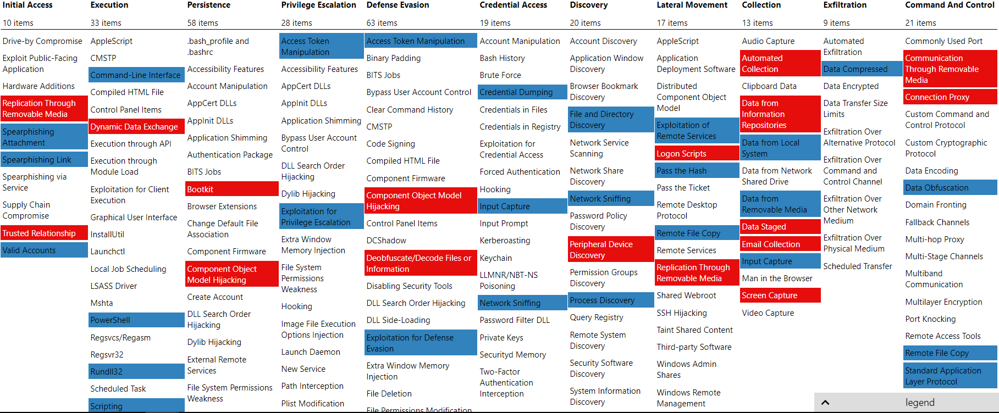 Initial Access
10 items
Drive-by Compromise
Exploit Public-Facing
Application
Hardware Additions
Replication Through
Removable Media
Spearphishing
Attachment
Spearphishing Link
Spearphishing via
Service
Supply Chain
Compromise
Trusted Relationship
Valid Accounts
Execution
33 items
AppleScript
CMSTP
Command-Line Interface
Compiled HTML File
Control Panel Items
Dynamic Data Exchange
Execution through API
Execution through
Module Load
Exploitation for Client
Execution
Graphical User Interface
InstallUtil
Launchctl
Local Job Scheduling
LSASS Driver
Mshta
PowerShell
Regsvcs/Regasm
Regsvr32
Rundll32
Scheduled Task
Scripting
Persistence
58 items
.bash_profile and
.bashrc
Accessibility Features
Account Manipulation
AppCert DLLs
AppInit DLLs
Application Shimming
Authentication Package
BITS Jobs
Bootkit
Browser Extensions
Change Default File
Association
Component Firmware
Component Object
Model Hijacking
Create Account
DLL Search Order
Hijacking
Dylib Hijacking
External Remote
Services
File System Permissions
Weakness
Privilege Escalation
28 items
Access Token
Manipulation
Accessibility Features
AppCert DLLs
AppInit DLLs
Application Shimming
Bypass User Account
Control
DLL Search Order
Hijacking
Dylib Hijacking
Exploitation for
Privilege Escalation
Extra Window
Memory Injection
File System
Permissions
Weakness
Hooking
Image File Execution
Options Injection
Launch Daemon
New Service
Path Interception
Plist Modification
Defense Evasion
63 items
Access Token Manipulation
Binary Padding
BITS Jobs
Bypass User Account Control
Clear Command History
CMSTP
Code Signing
Compiled HTML File
Component Firmware
Component Object Model
Hijacking
Control Panel Items
DCShadow
Deobfuscate/Decode Files or
Information
Disabling Security Tools
DLL Search Order Hijacking
DLL Side-Loading
Exploitation for Defense
Evasion
Extra Window Memory
Injection
File Deletion
File Permissions Modification
Credential Access
19 items
Account Manipulation
Bash History
Brute Force
Credential Dumping
Credentials in Files
Credentials in Registry
Exploitation for
Credential Access
Forced Authentication
Hooking
Input Capture
Input Prompt
Kerberoasting
Keychain
LLMNR/NBT-NS
Poisoning
Network Sniffing
Password Filter DLL
Private Keys
Securityd Memory
Two-Factor
Authentication
Interception
Discovery
20 items
Account Discovery
Application Window
Discovery
Browser Bookmark
Discovery
File and Directory
Discovery
Network Service
Scanning
Network Share
Discovery
Network Sniffing
Password Policy
Discovery
Peripheral Device
Discovery
Permission Groups
Discovery
Process Discovery
Query Registry
Remote System
Discovery
Security Software
Discovery
System Information
Discovery
Lateral Movement
17 items
AppleScript
Application
Deployment Software
Distributed
Component Object
Model
Exploitation of
Remote Services
Logon Scripts
Pass the Hash
Pass the Ticket
Remote Desktop
Protocol
Remote File Copy
Remote Services
Replication Through
Removable Media
Shared Webroot
SSH Hijacking
Taint Shared Content
Third-party Software
Windows Admin
Shares
Windows Remote
Management
Collection
13 items
Audio Capture
Automated
Collection
Clipboard Data
Data from
Information
Repositories
Data from Local
System
Data from Network
Shared Drive
Data from
Removable Media
Data Staged
Email Collection
Input Capture
Man in the Browser
Screen Capture
Video Capture
Exfiltration
9 items
Automated
Exfiltration
Data Compressed
Data Encrypted
Data Transfer Size
Limits
Exfiltration Over
Alternative Protocol
Exfiltration Over
Command and
Control Channel
Exfiltration Over
Other Network
Medium
Exfiltration Over
Physical Medium
Scheduled Transfer
Command And Control
21 items
Commonly Used Port
Communication
Through Removable
Media
Connection Proxy
Custom Command and
Control Protocol
Custom Cryptographic
Protocol
Data Encoding
Data Obfuscation
Domain Fronting
Fallback Channels
Multi-hop Proxy
Multi-Stage Channels
Multiband
Communication
Multilayer Encryption
Port Knocking
Remote Access Tools
Remote File Copy
Standard Application
Layer Protocol
legend